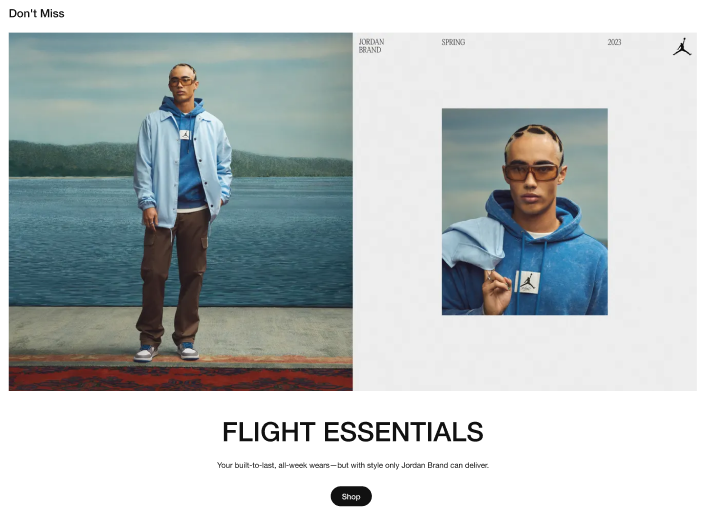 Don't Miss
JORDAN
BRAND
SPRING
2023
FLIGHT ESSENTIALS
Your built-to-last, all-week wears—but with style only Jordan Brand can deliver.
Shop